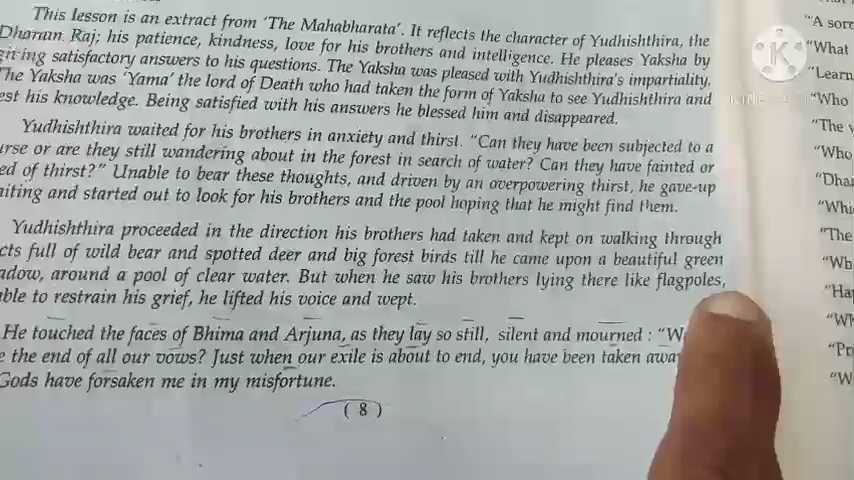 This lesson is an extract from 'The Mahabharata'. It reflects the character of Yudhishthira, the
Dharam Raj; his patience, kindness, love for his brothers and intelligence. He pleases Yaksha by
giving satisfactory answers to his questions. The Yaksha was pleased with Yudhishthira's impartiality.
The Yaksha was 'Yama' the lord of Death who had taken the form of Yaksha to see Yudhishthira and
est his knowledge. Being satisfied with his answers he blessed him and disappeared.
Yudhishthira waited for his brothers in anxiety and thirst. "Can they have been subjected to a
urse or are they still wandering about in the forest in search of water? Can they have fainted or
ed of thirst?" Unable to bear these thoughts, and driven by an overpowering thirst, he gave-up
aiting and started out to look for his brothers and the pool hoping that he might find them.
Yudhishthira proceeded in the direction his brothers had taken and kept on walking through
cts full of wild bear and spotted deer and big forest birds till he came upon a beautiful green
adow, around a pool of clear water. But when he saw his brothers lying there like flagpoles,
ble to restrain his grief, he lifted his voice and wept.
He touched the faces of Bhima and Arjuna, as they lay so still, silent and mourned : "W
e the end of all our vows? Just when our exile is about to end, you have been taken awa
Gods have forsaken me in my misfortune.
( 8 )
"A sor
"What
"Learn
"Who
"The
"Who
"Dha
"Whi
"The
"Wh
"Ha
"Wh
"Pr
"W